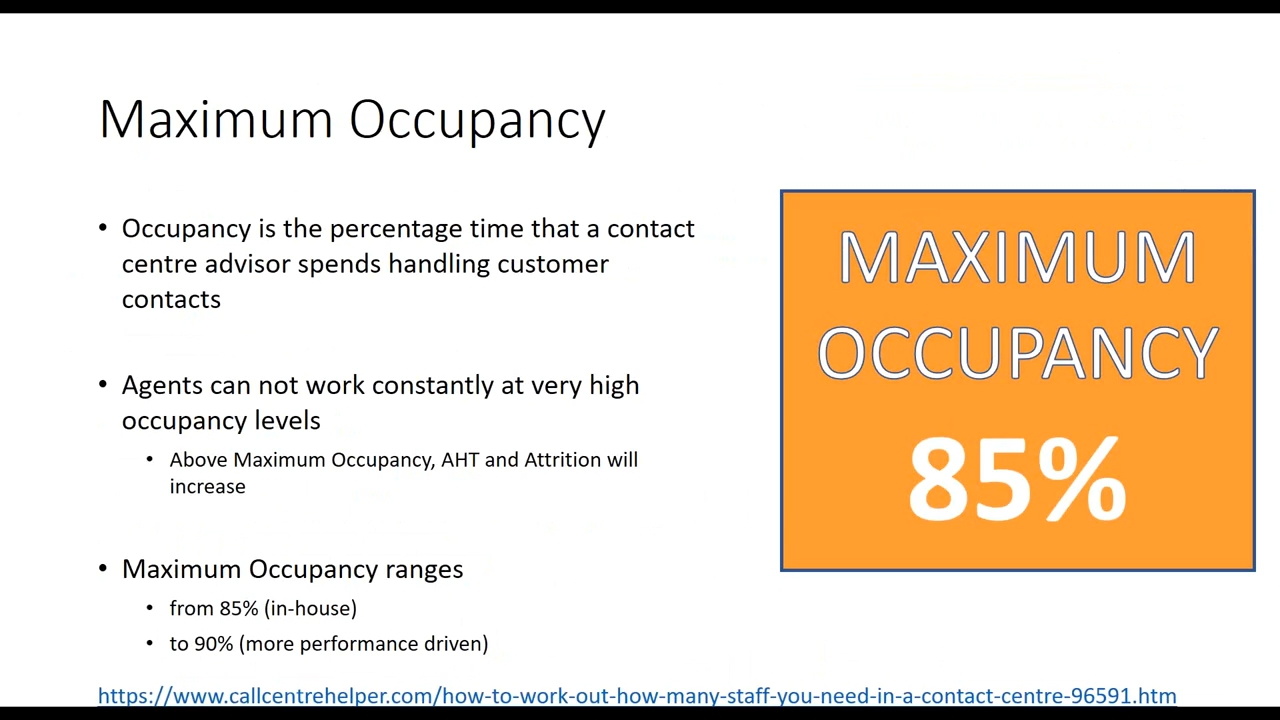 Maximum Occupancy
• Occupancy is the percentage time that a contact
centre advisor spends handling customer
contacts
• Agents can not work constantly at very high
occupancy levels
• Above Maximum Occupancy, AHT and Attrition will
increase
• Maximum Occupancy ranges
• from 85% (in-house)
• to 90% (more performance driven)
MAXIMUM
OCCUPANCY
85%
https://www.callcentrehelper.com/how-to-work-out-how-many-staff-you-need-in-a-contact-centre-96591.htm